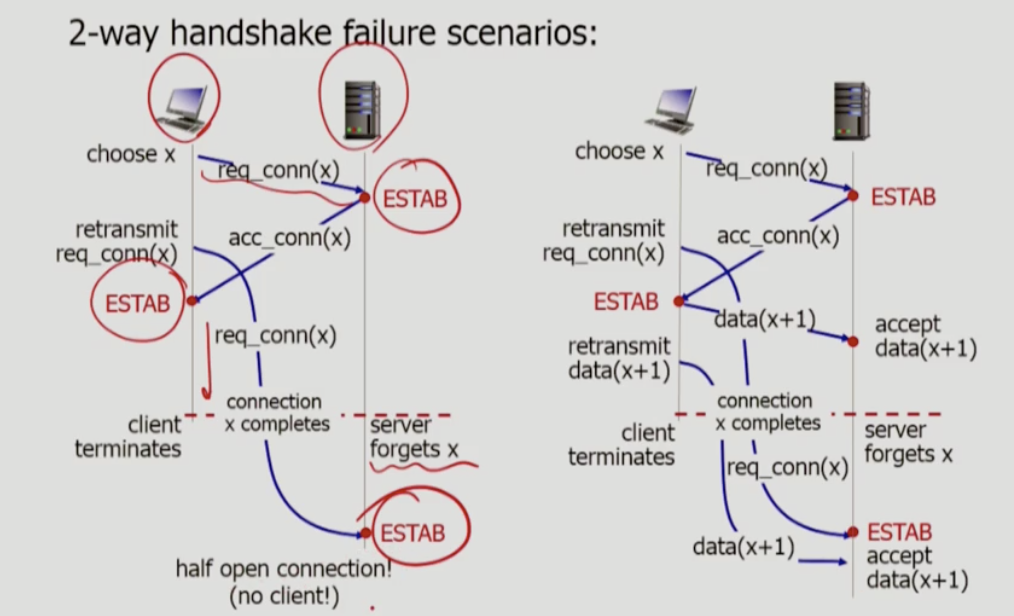 2-way handshake failure scenarios:
choose x
req_conn(x)
ESTAB
retransmit
req_conn(x)
acc_conn(x)
ESTAB
req_conn(x)
connection
x completes
client
terminates
server
forgets x
ESTAB
half open connection!
(no client!)
choose x
req_conn(x)
ESTAB
retransmit
req_conn(x)
acc_conn(x)
ESTAB
data(x+1)
accept
data(x+1)
retransmit
data(x+1)
connection
x completes
client
terminates
server
forgets x
req_conn(x)
ESTAB
data(x+1)
accept
data(x+1)